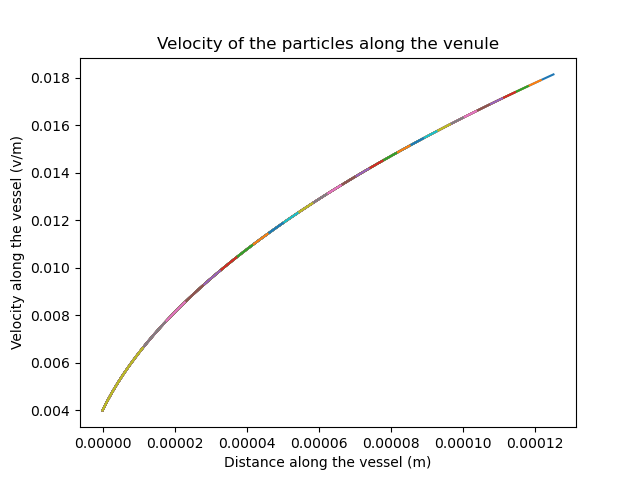 Velocity of the particles along the venule
Velocity along the vessel (v/m)
0.018
0.016
0.014
0.012
0.010
0.008
0.006
0.004
0.00000 0.00002 0.00004 0.00006 0.00008 0.00010 0.00012
Distance along the vessel (m)